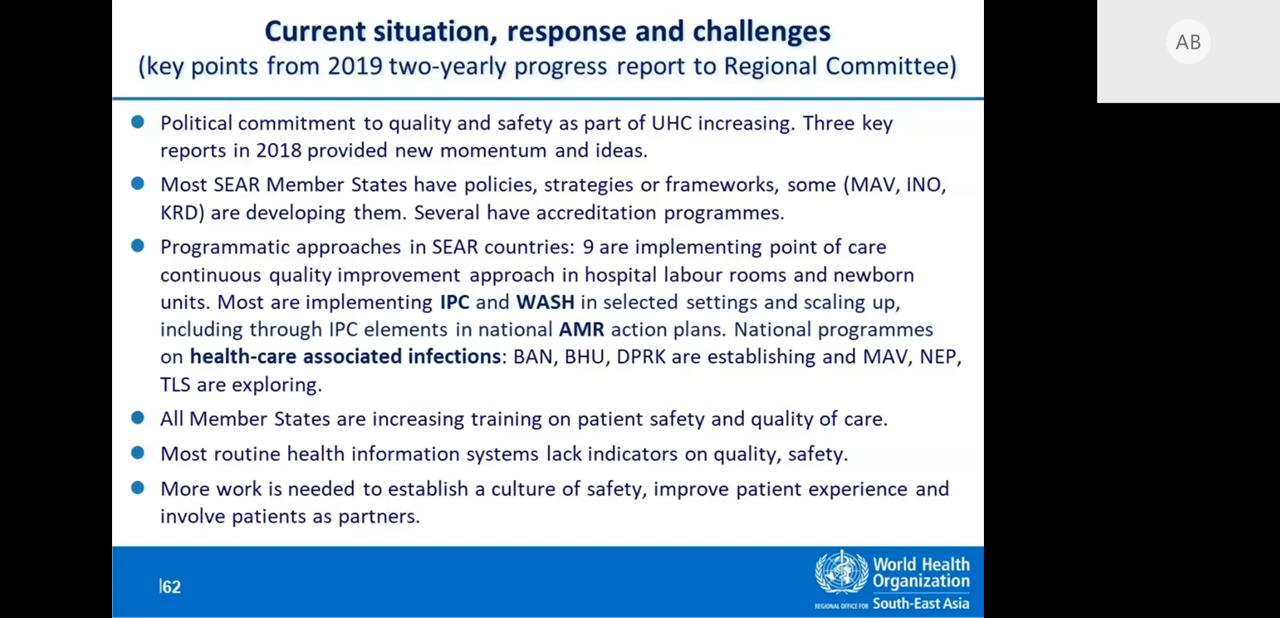 Current situation, response and challenges
(key points from 2019 two-yearly progress report to Regional Committee)
AB
Political commitment to quality and safety as part of UHC increasing. Three key
reports in 2018 provided new momentum and ideas.
Most SEAR Member States have policies, strategies or frameworks, some (MAV, INO,
KRD) are developing them. Several have accreditation programmes.
Programmatic approaches in SEAR countries: 9 are implementing point of care
continuous quality improvement approach in hospital labour rooms and newborn
units. Most are implementing IPC and WASH in selected settings and scaling up,
including through IPC elements in national AMR action plans. National programmes
on health-care associated infections: BAN, BHU, DPRK are establishing and MAV, NEP,
TLS are exploring.
All Member States are increasing training on patient safety and quality of care.
Most routine health information systems lack indicators on quality, safety.
More work is needed to establish a culture of safety, improve patient experience and
involve patients as partners.
|62
World Health
Organization
REGIONAL OFFICE FOR South-East Asia